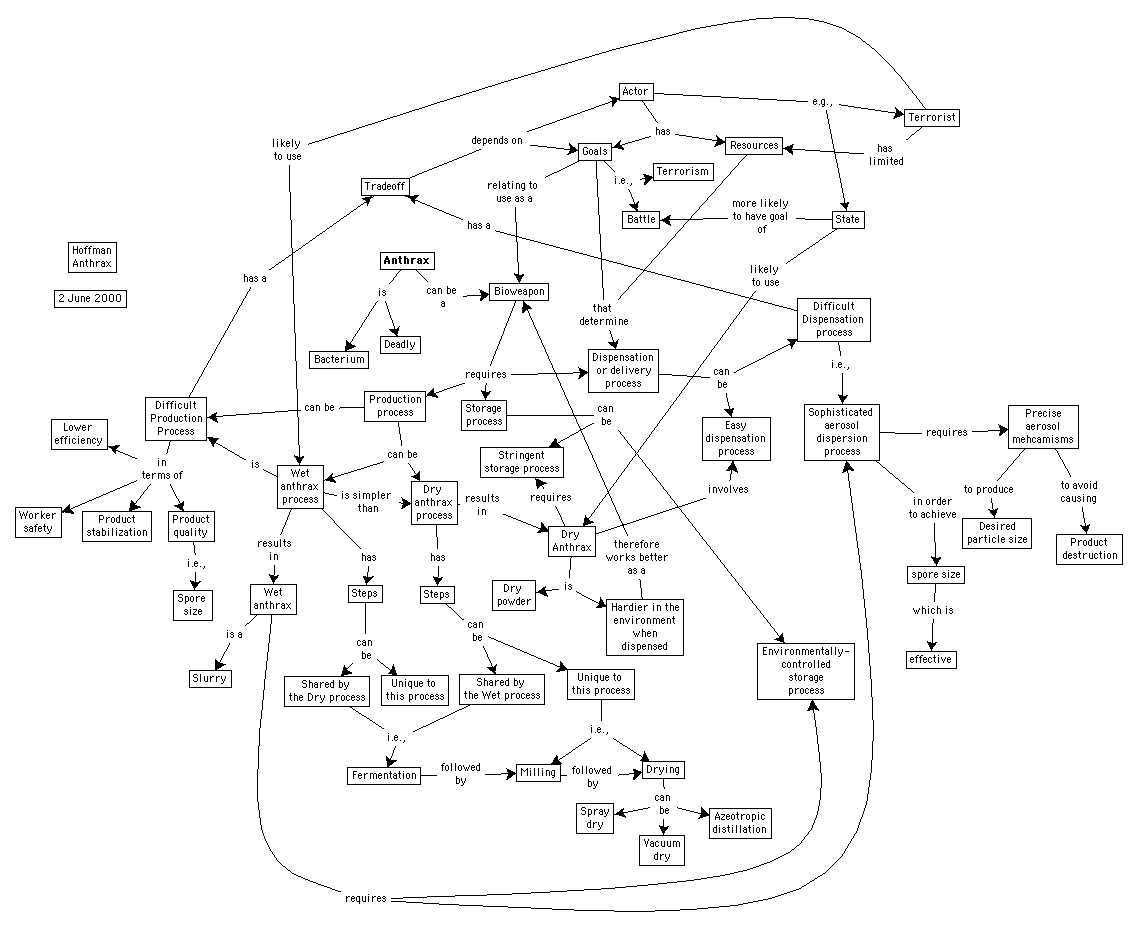 Actor
e.g.,
Terrorist
has
Resources
has
limited
likely
to use
depends on
Goals
Terrorism
i.e.,
Tradeoff
relating to
use as a
more likely
to have goal
of
Battle
State
has a
Hoffman
Anthrax
Anthrax
likely
to use
has a
is
can be
a
Bioweapon
2 June 2000
that
determine
Difficult
Dispensation
process
Deadly
Bacterium
Dispensation
or delivery
process
i.e.,
requires
can
be
Difficult
Production
Process
can be
Production
process
Storage
process
can
be
Sophisticated
aerosol
dispersion
process
Precise
aerosol
mehcamisms
Lower
efficiency
Easy
dispensation
process
requires
in
terms of
is
can be
Stringent
storage process
Wet
anthrax
process
is simpler
than
Dry
anthrax
process
results
in
requires
involves
to produce
to avoid
causing
in order
to achieve
Worker
safety
Product
stabilization
Product
quality
Desired
particle size
results
in
has
has
Dry
Anthrax
therefore
works better
as a
Product
destruction
i.e.,
spore size
Spore
size
Wet
anthrax
Steps
Steps
Dry
powder
is
Hardier in the
environment
when
dispensed
which is
is a
can
be
can
be
effective
Slurry
Shared by
the Dry process
Unique to
this process
Shared by
the Wet process
Unique to
this process
Environmentally-
controlled
storage
process
i.e.,
i.e.,
Fermentation
followed
by
Milling
followed
by
Drying
can
be
Spray
dry
Azeotropic
distillation
Vacuum
dry
requires